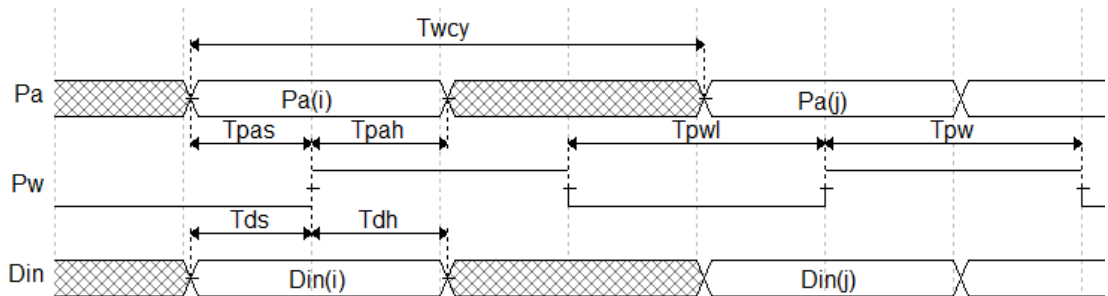 Twcy
Pa Pa(i) Pa(j)
Tpas Tpah Tpwl Tpw
Pw
Tds Tdh
Din Din(i) Din(j)